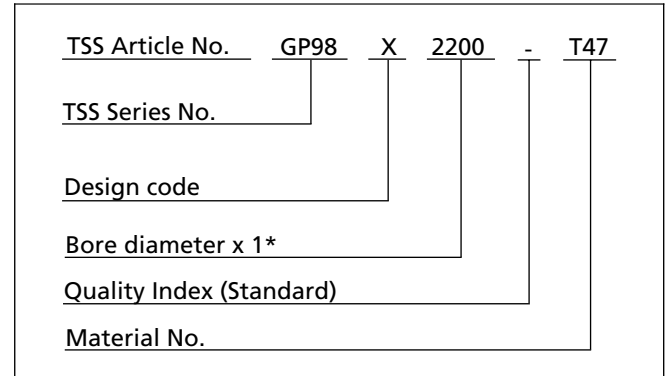 TSS Article No. GP98 X 2200 - T47
TSS Series No.
Design code
Bore diameter x 1*
Quality Index (Standard)
Material No.